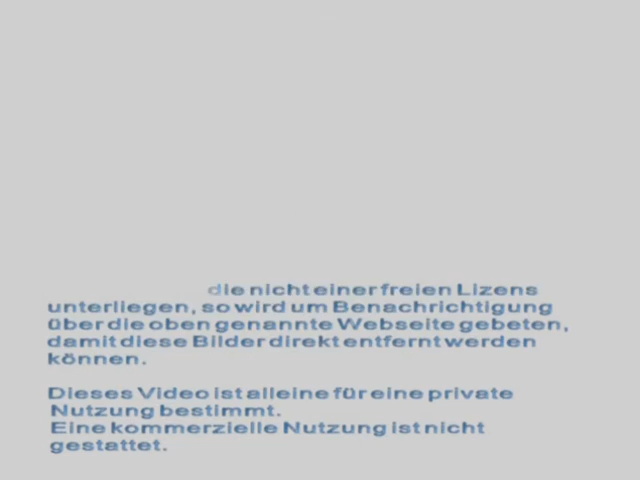 die nicht einer freien Lizens
unterliegen, so wird um Benachrichtigung
über die oben genannte Webseite gebeten,
damit diese Bilder direkt entfernt werden
können.
Dieses Video ist alleine für eine private
Nutzung bestimmt.
Eine kommerzielle Nutzung ist nicht
gestattet.